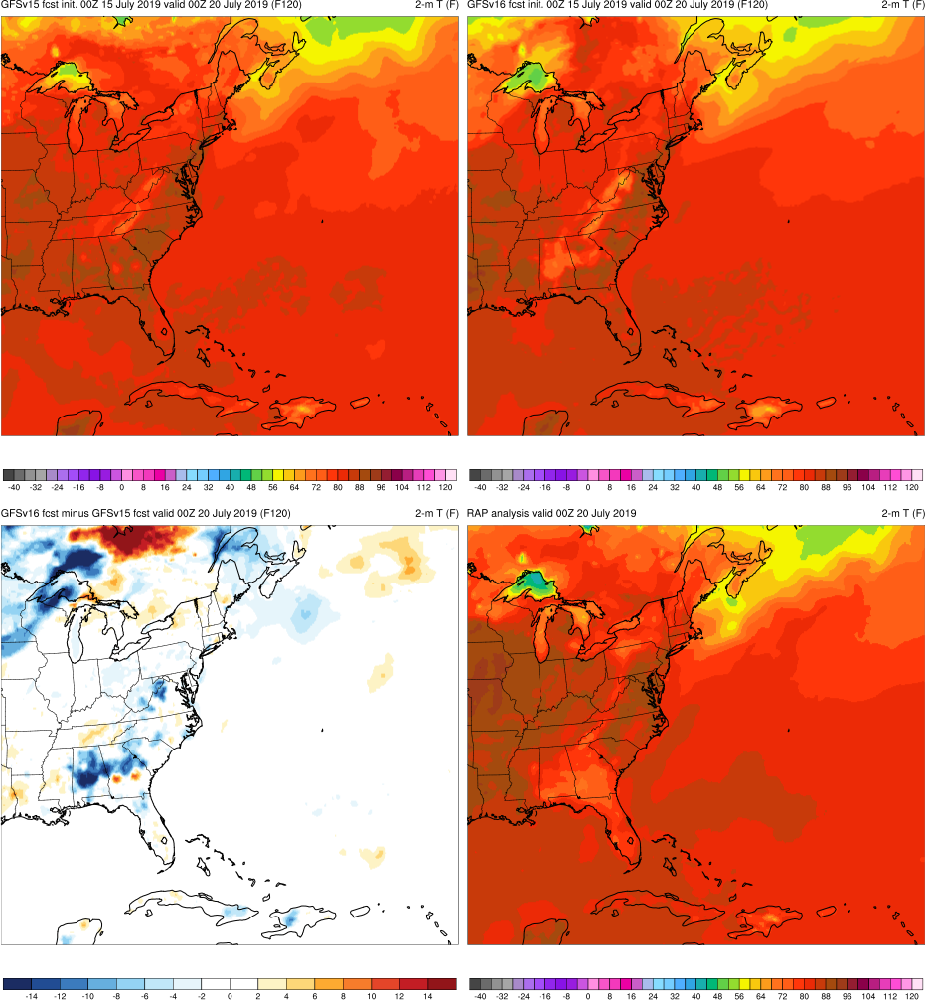 GFSv15 fcst init. 00Z 15 July 2019 valid 00Z 20 July 2019 (F120) 2-m T (F)
GFSv16 fcst init. 00Z 15 July 2019 valid 00Z 20 July 2019 (F120) 2-m T (F)
-40 -32 -24 -16 -8 0 8 16 24 32 40 48 56 64 72 80 88 96 104 112 120
-40 -32 -24 -16 -8 0 8 16 24 32 40 48 56 64 72 80 88 96 104 112 120
GFSv16 fcst minus GFSv15 fcst valid 00Z 20 July 2019 (F120) 2-m T (F)
RAP analysis valid 00Z 20 July 2019 2-m T (F)
-14 -12 -10 -8 -6 -4 -2 0 2 4 6 8 10 12 14
-40 -32 -24 -16 -8 0 8 16 24 32 40 48 56 64 72 80 88 96 104 112 120